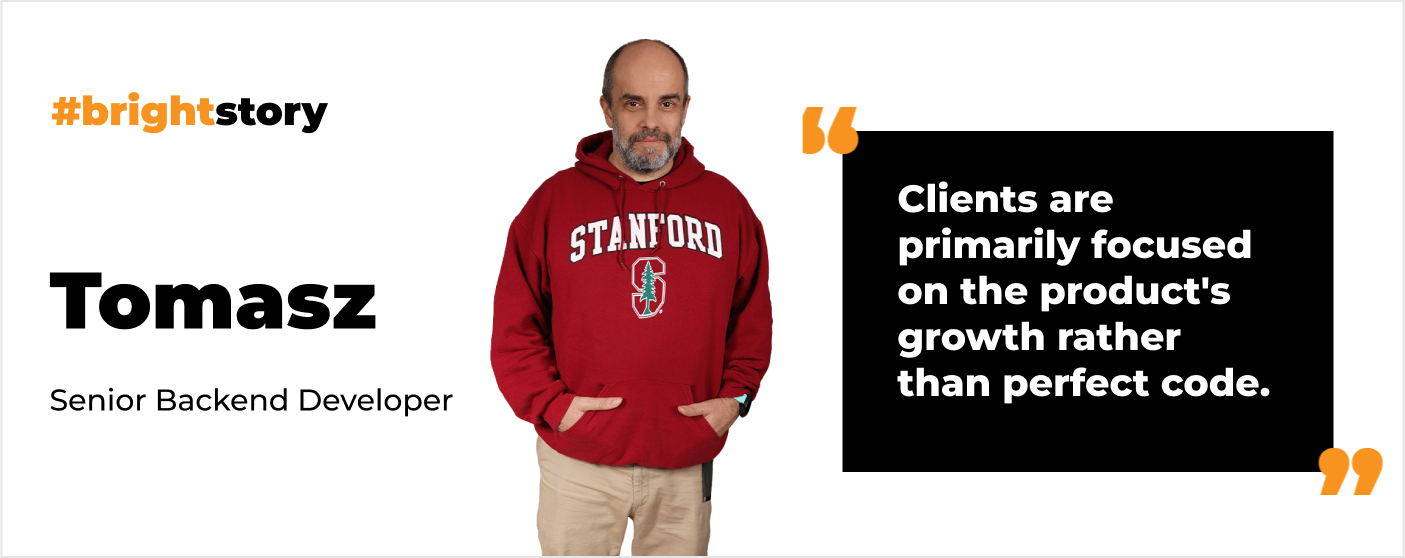 #brightstory
Tomasz
Senior Backend Developer
STANFORD
S
“
Clients are
primarily focused
on the product's
growth rather
than perfect code.
”